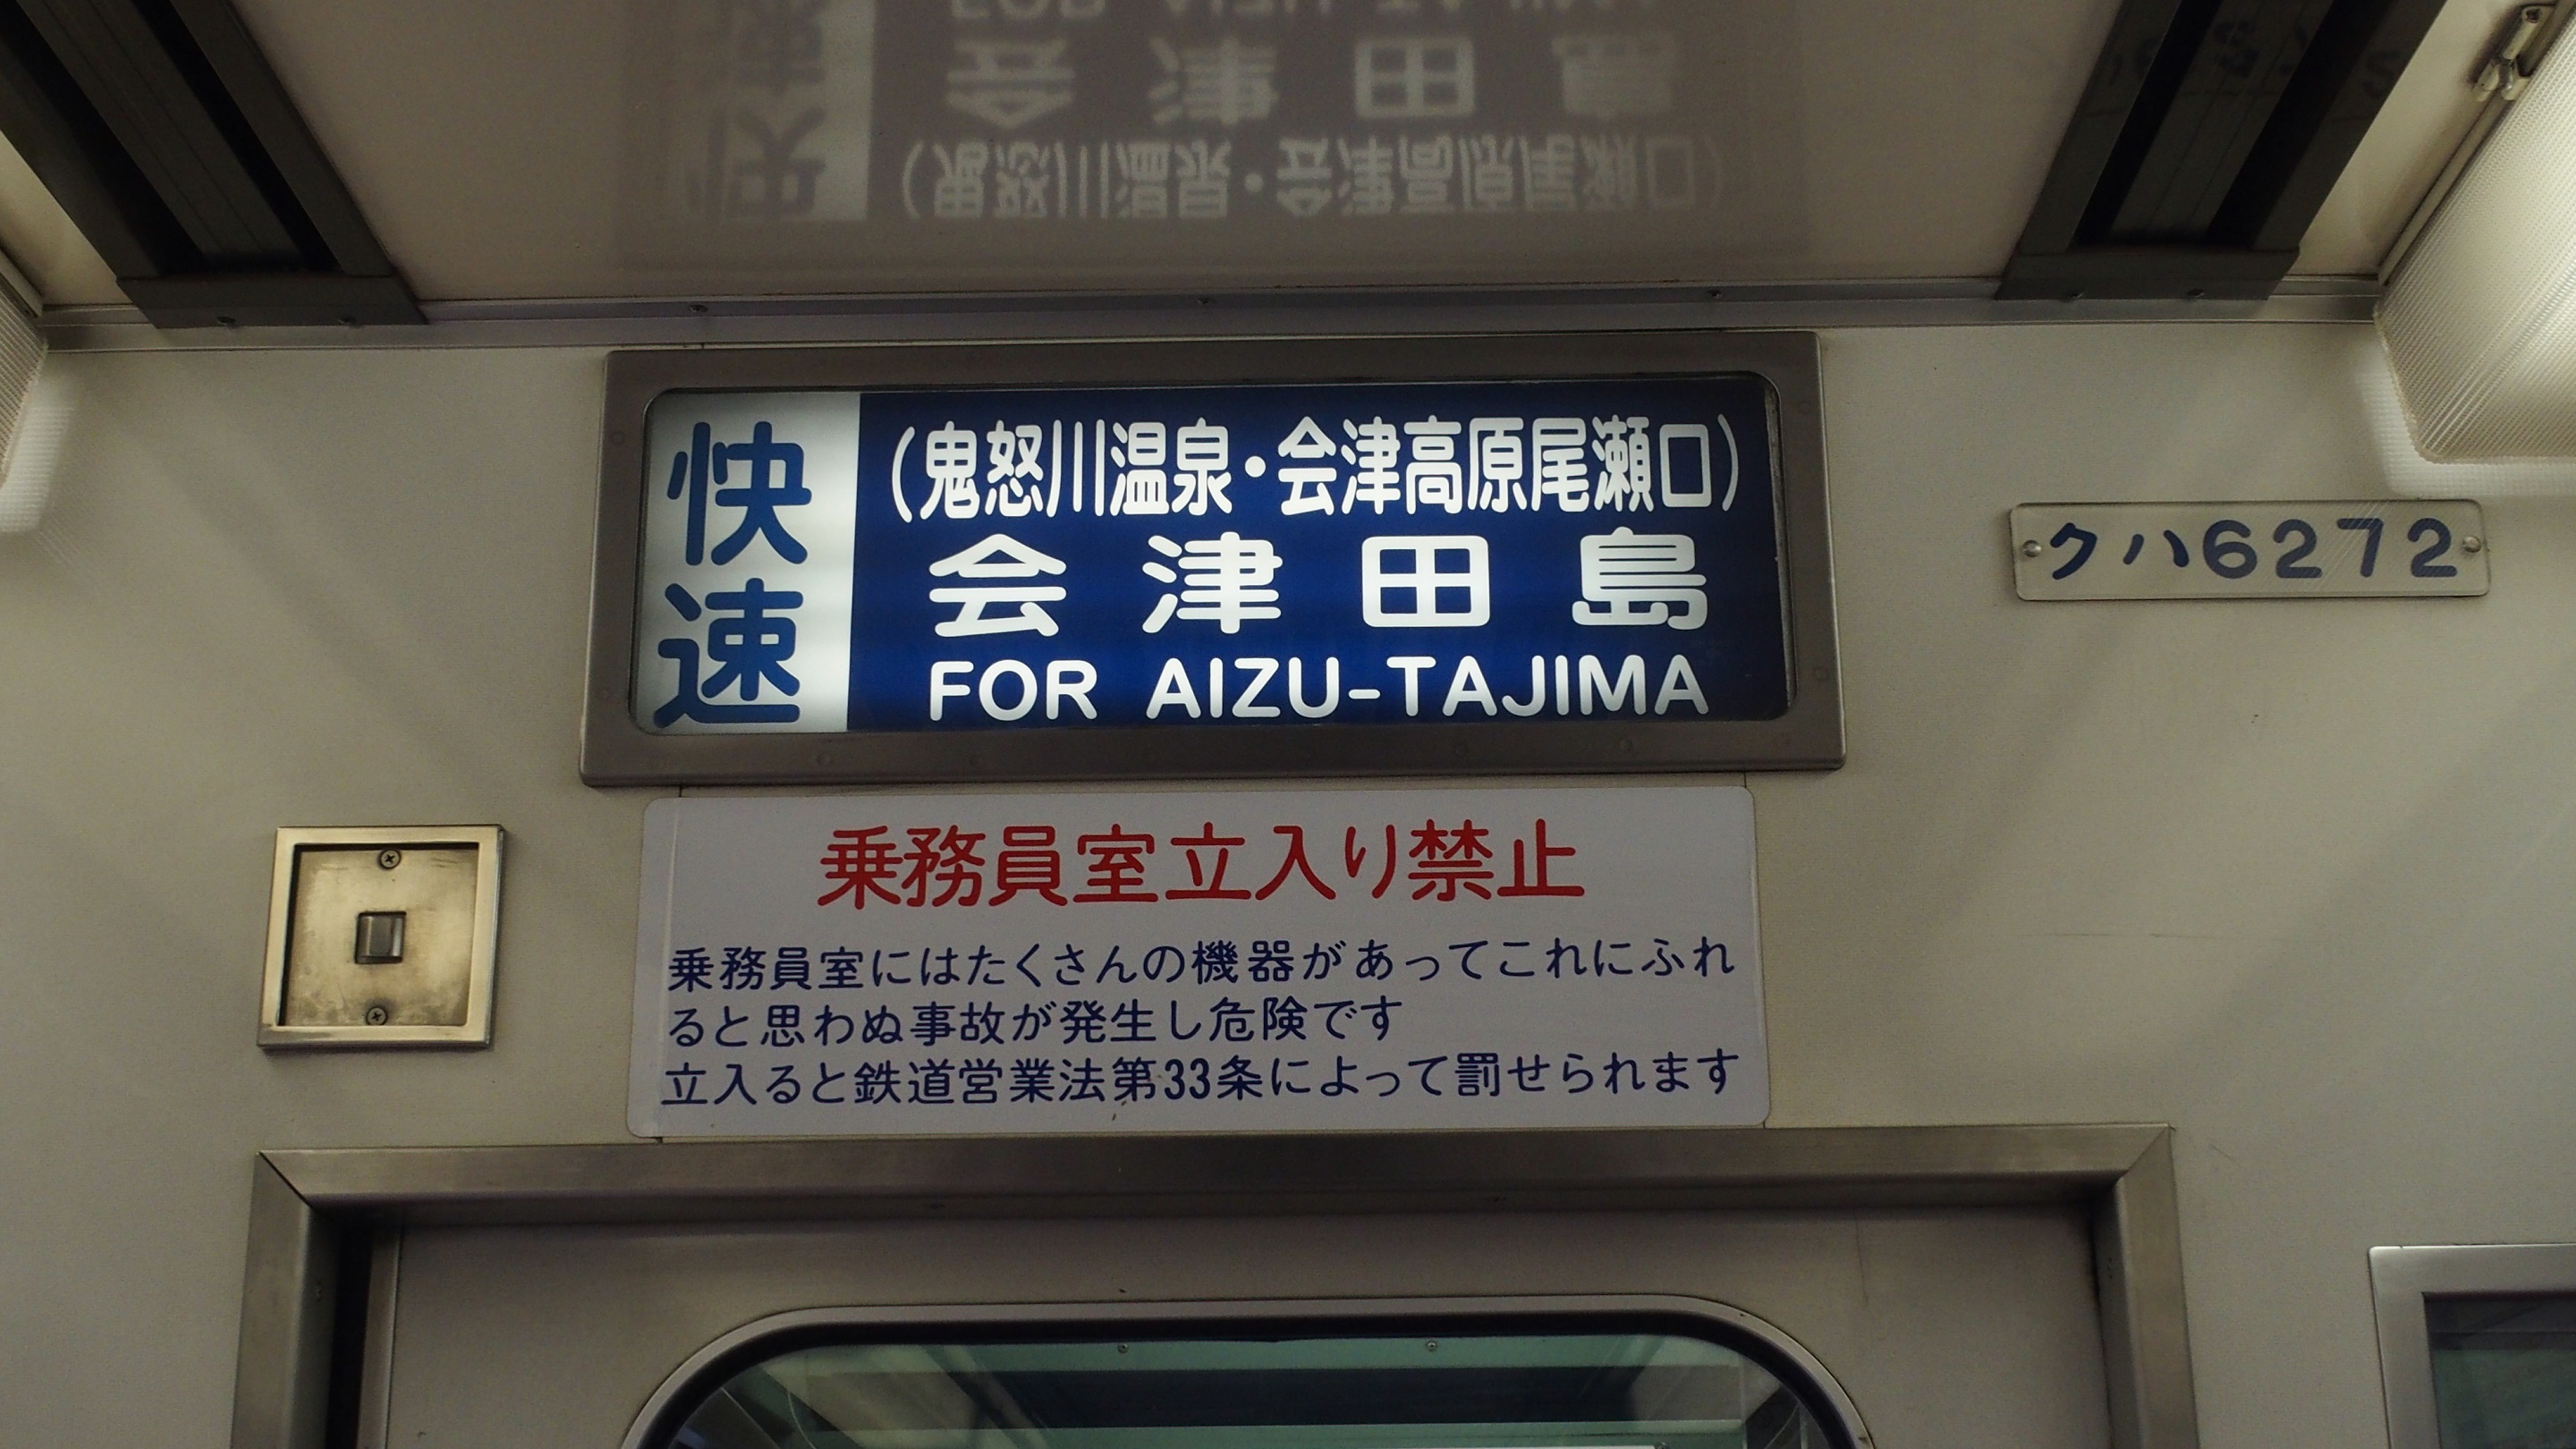 快速
(鬼怒川温泉・会津高原尾瀬口)
会津田島
FOR AIZU-TAJIMA
クハ6272
乗務員室立入り禁止
乗務員室にはたくさんの機器があってこれにふれ
ると思わぬ事故が発生し危険です
立入ると鉄道営業法第33条によって罰せられます